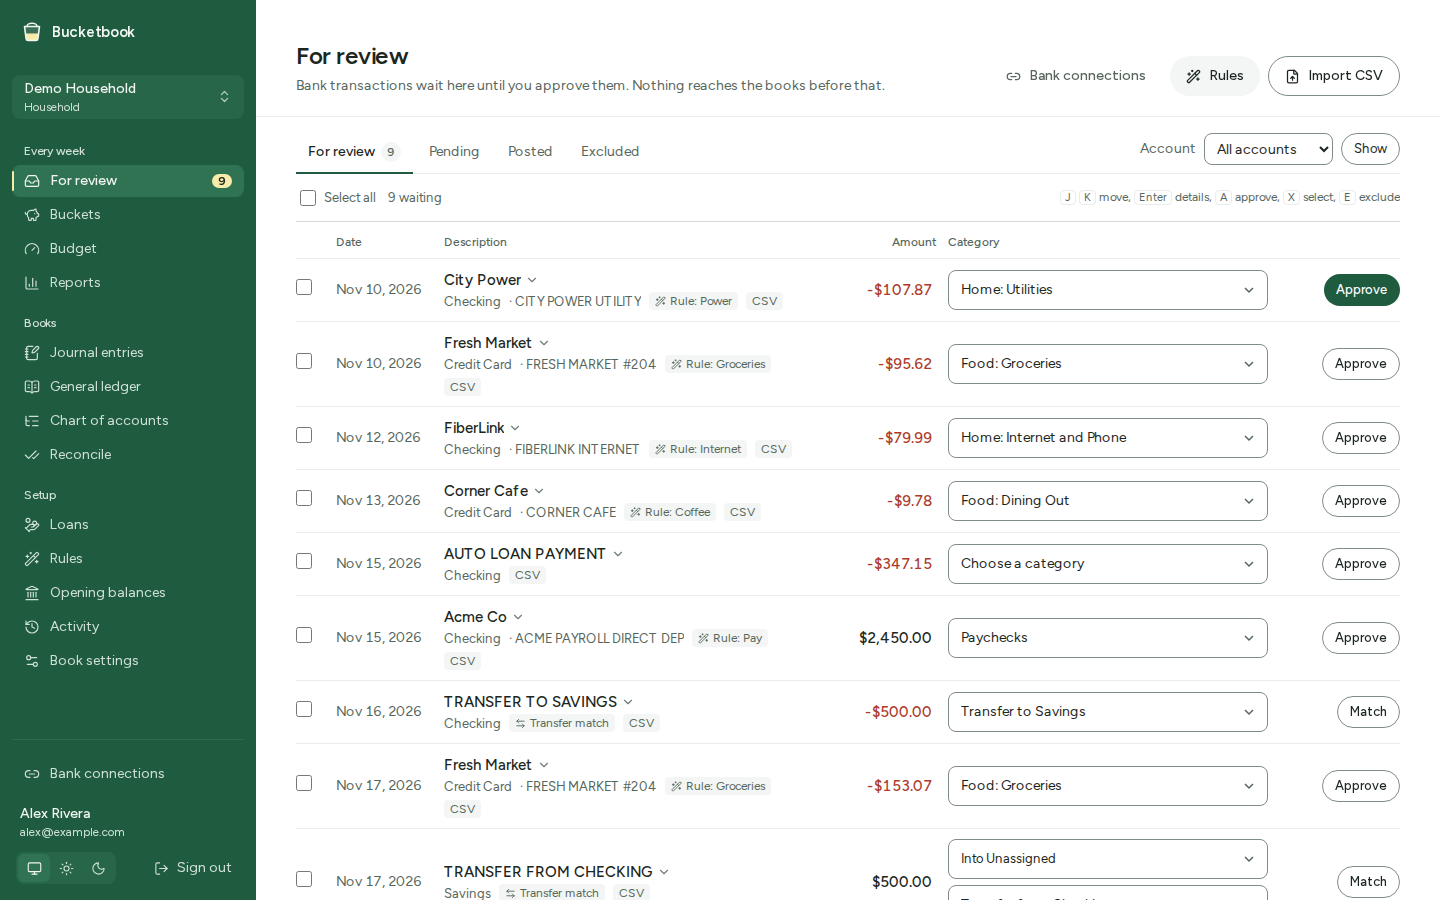 Bucketbook
Demo Household
Household
Every week
For review 9
Buckets
Budget
Reports
Books
Journal entries
General ledger
Chart of accounts
Reconcile
Setup
Loans
Rules
Opening balances
Activity
Book settings
Bank connections
Alex Rivera
alex@example.com
Sign out
For review
Bank transactions wait here until you approve them. Nothing reaches the books before that.
Bank connections
Rules
Import CSV
For review 9
Pending
Posted
Excluded
Account
All accounts
Show
Select all 9 waiting
J K move, Enter details, A approve, X select, E exclude
Date Description Amount Category
Nov 10, 2026
City Power
Checking · CITY POWER UTILITY Rule: Power CSV
-$107.87
Home: Utilities
Approve
Nov 10, 2026
Fresh Market
Credit Card · FRESH MARKET #204 Rule: Groceries
CSV
-$95.62
Food: Groceries
Approve
Nov 12, 2026
FiberLink
Checking · FIBERLINK INTERNET Rule: Internet CSV
-$79.99
Home: Internet and Phone
Approve
Nov 13, 2026
Corner Cafe
Credit Card · CORNER CAFE Rule: Coffee CSV
-$9.78
Food: Dining Out
Approve
Nov 15, 2026
AUTO LOAN PAYMENT
Checking CSV
-$347.15
Choose a category
Approve
Nov 15, 2026
Acme Co
Checking · ACME PAYROLL DIRECT DEP Rule: Pay
CSV
$2,450.00
Paychecks
Approve
Nov 16, 2026
TRANSFER TO SAVINGS
Checking Transfer match CSV
-$500.00
Transfer to Savings
Match
Nov 17, 2026
Fresh Market
Credit Card · FRESH MARKET #204 Rule: Groceries
CSV
-$153.07
Food: Groceries
Approve
Nov 17, 2026
TRANSFER FROM CHECKING
Savings Transfer match CSV
$500.00
Into Unassigned
Match